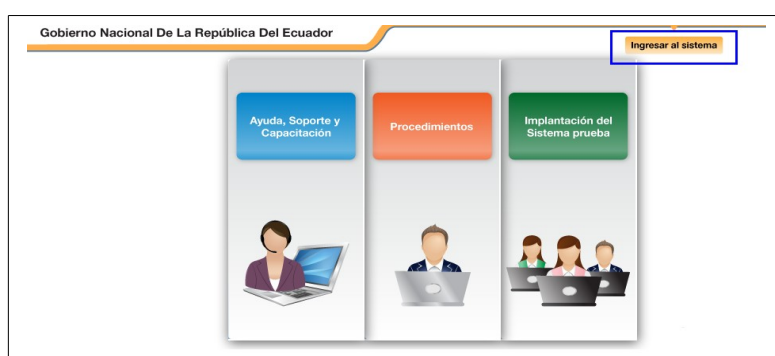 Gobierno Nacional De La República Del Ecuador
Ingresar al sistema
Ayuda, Soporte y
Capacitación
Procedimientos
Implantación del
Sistema prueba